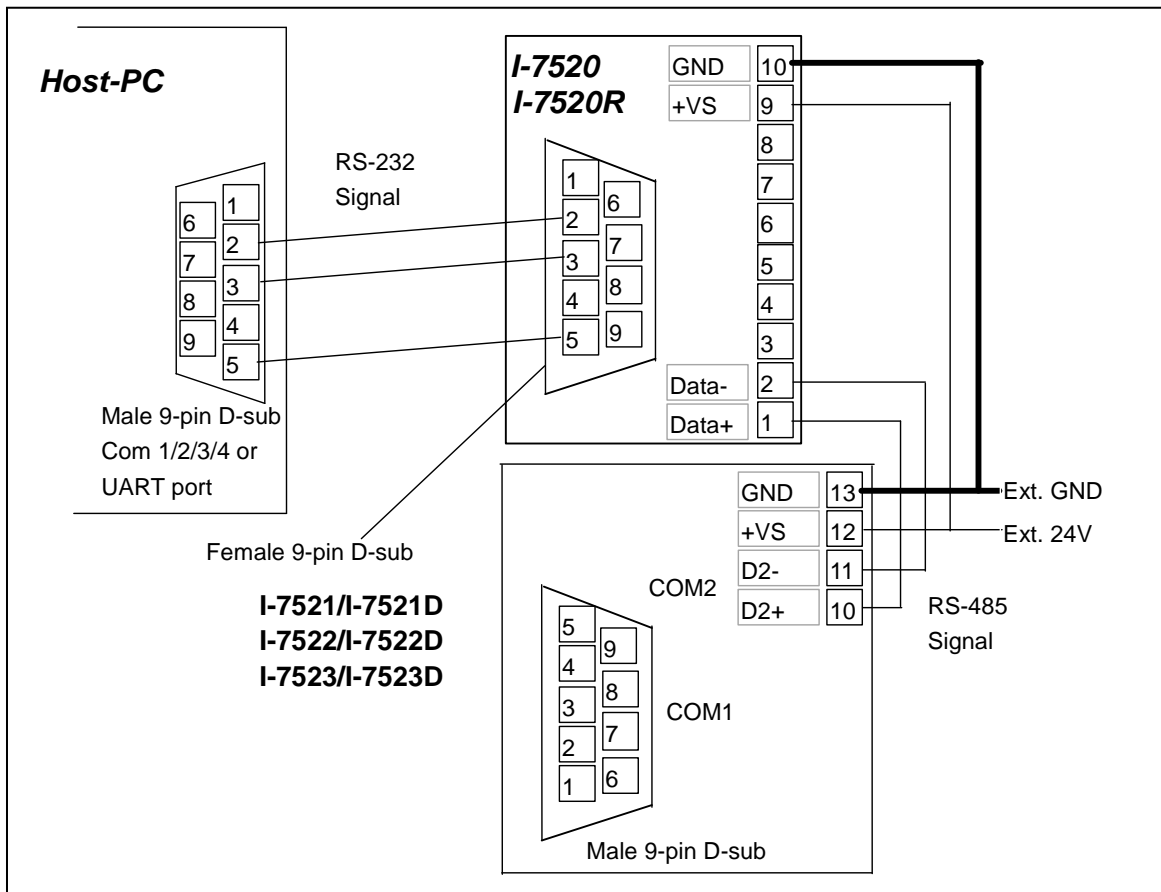 Host-PC
RS-232
Signal
6
7
8
9
1
2
3
4
5
Male 9-pin D-sub
Com 1/2/3/4 or
UART port
I-7520
I-7520R
1
2
3
4
5
6
7
8
9
GND 10
+VS 9
8
7
6
5
4
3
Data- 2
Data+ 1
Female 9-pin D-sub
I-7521/I-7521D
I-7522/I-7522D
I-7523/I-7523D
GND 13
+VS 12
D2- 11
D2+ 10
COM2
Ext. GND
Ext. 24V
RS-485
Signal
5
4
3
2
1
9
8
7
6
COM1
Male 9-pin D-sub